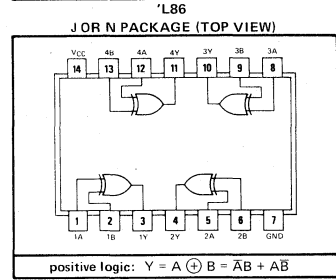 'L86
J OR N PACKAGE (TOP VIEW)
VCC 4B 4A 4Y 3Y 3B 3A
14 13 12 11 10 9 8
1 2 3 4 5 6 7
1A 1B 1Y 2Y 2A 2B GND
positive logic: Y = A ⊕ B = A̅B + AB̅